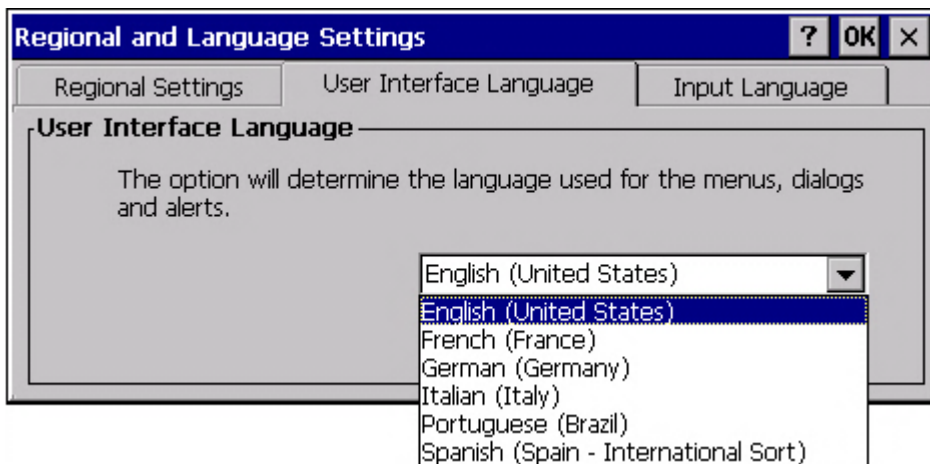 Regional and Language Settings ? OK ×
Regional Settings User Interface Language Input Language
User Interface Language
The option will determine the language used for the menus, dialogs
and alerts.
English (United States)
English (United States)
French (France)
German (Germany)
Italian (Italy)
Portuguese (Brazil)
Spanish (Spain - International Sort)